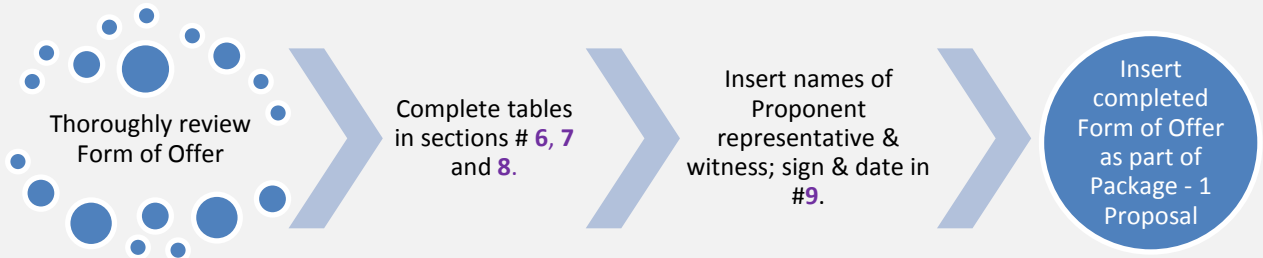 Thoroughly review
Form of Offer
Complete tables
in sections # 6, 7
and 8.
Insert names of
Proponent
representative &
witness; sign & date in
#9.
Insert
completed
Form of Offer
as part of
Package - 1
Proposal